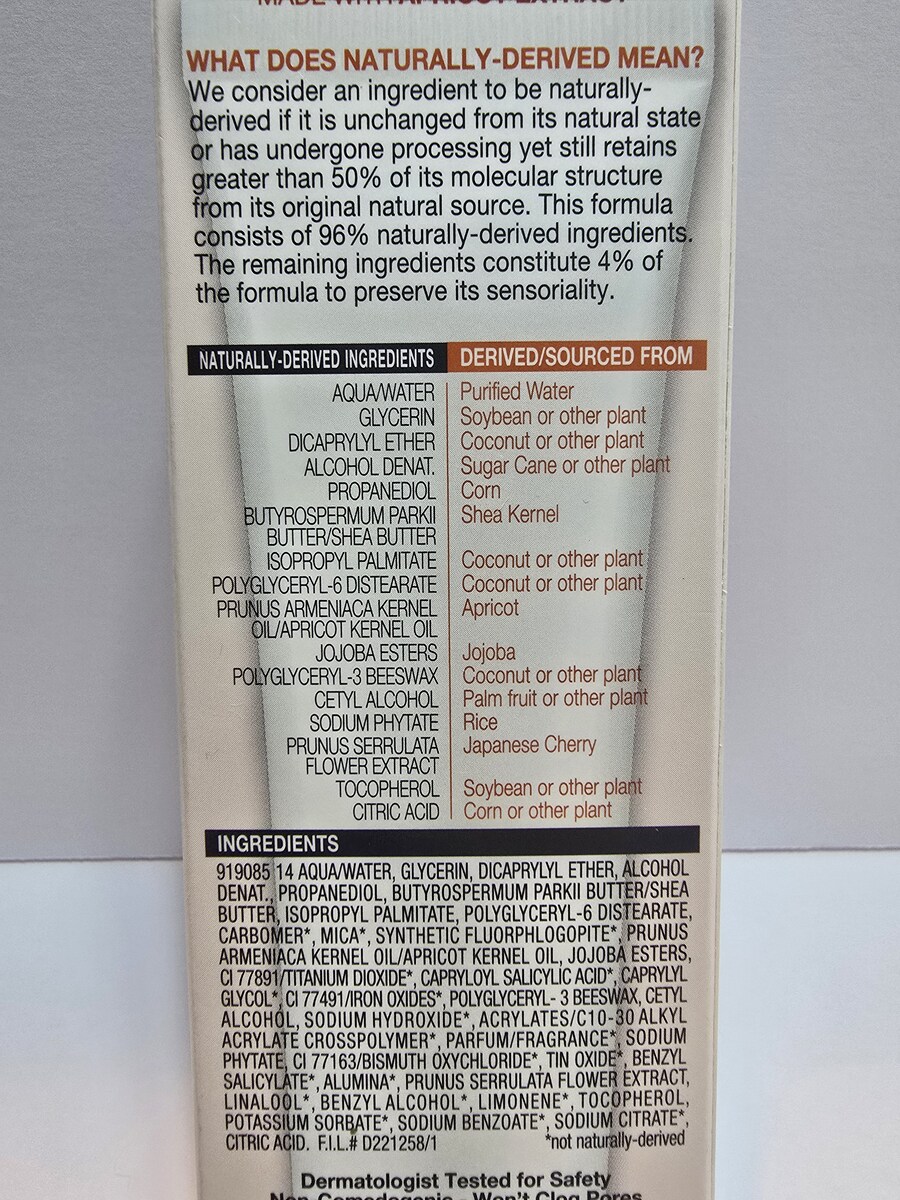 MADE WITH APRICOT EXTRACT
WHAT DOES NATURALLY-DERIVED MEAN?
We consider an ingredient to be naturally-
derived if it is unchanged from its natural state
or has undergone processing yet still retains
greater than 50% of its molecular structure
from its original natural source. This formula
consists of 96% naturally-derived ingredients.
The remaining ingredients constitute 4% of
the formula to preserve its sensoriality.
NATURALLY-DERIVED INGREDIENTS DERIVED/SOURCED FROM
AQUA/WATER Purified Water
GLYCERIN Soybean or other plant
DICAPRYLYL ETHER Coconut or other plant
ALCOHOL DENAT. Sugar Cane or other plant
PROPANEDIOL Corn
BUTYROSPERMUM PARKII Shea Kernel
BUTTER/SHEA BUTTER
ISOPROPYL PALMITATE Coconut or other plant
POLYGLYCERYL-6 DISTEARATE Coconut or other plant
PRUNUS ARMENIACA KERNEL Apricot
OIL/APRICOT KERNEL OIL
JOJOBA ESTERS Jojoba
POLYGLYCERYL-3 BEESWAX Coconut or other plant
CETYL ALCOHOL Palm fruit or other plant
SODIUM PHYTATE Rice
PRUNUS SERRULATA Japanese Cherry
FLOWER EXTRACT
TOCOPHEROL Soybean or other plant
CITRIC ACID Corn or other plant
INGREDIENTS
919085 14 AQUA/WATER, GLYCERIN, DICAPRYLYL ETHER, ALCOHOL
DENAT., PROPANEDIOL, BUTYROSPERMUM PARKII BUTTER/SHEA
BUTTER, ISOPROPYL PALMITATE, POLYGLYCERYL-6 DISTEARATE,
CARBOMER*, MICA*, SYNTHETIC FLUORPHLOGOPITE*, PRUNUS
ARMENIACA KERNEL OIL/APRICOT KERNEL OIL, JOJOBA ESTERS,
CI 77891/TITANIUM DIOXIDE*, CAPRYLOYL SALICYLIC ACID*, CAPRYLYL
GLYCOL*, CI 77491/IRON OXIDES*, POLYGLYCERYL- 3 BEESWAX, CETYL
ALCOHOL, SODIUM HYDROXIDE*, ACRYLATES/C10-30 ALKYL
ACRYLATE CROSSPOLYMER*, PARFUM/FRAGRANCE*, SODIUM
PHYTATE, CI 77163/BISMUTH OXYCHLORIDE*, TIN OXIDE*, BENZYL
SALICYLATE*, ALUMINA*, PRUNUS SERRULATA FLOWER EXTRACT,
LINALOOL*, BENZYL ALCOHOL*, LIMONENE*, TOCOPHEROL,
POTASSIUM SORBATE*, SODIUM BENZOATE*, SODIUM CITRATE*,
CITRIC ACID. F.I.L.# D221258/1 *not naturally-derived
Dermatologist Tested for Safety
Non-Comedogenic - Won't Clog Pores